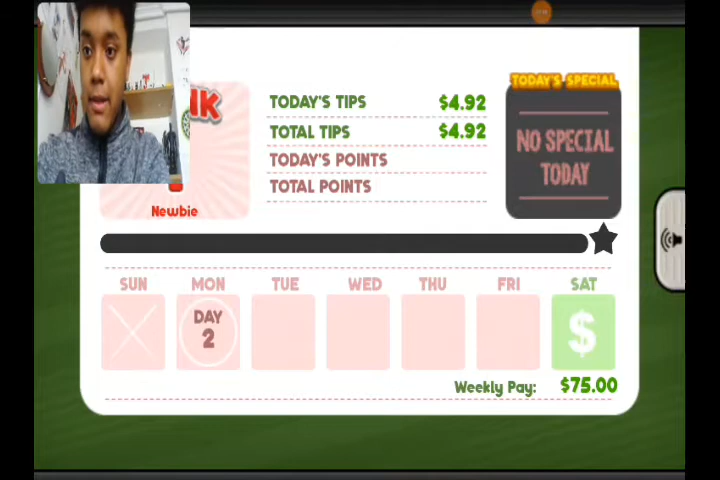 TODAY'S TIPS $4.92
TOTAL TIPS $4.92
TODAY'S POINTS
TOTAL POINTS
TODAY'S SPECIAL
NO SPECIAL
TODAY
Newbie
SUN MON TUE WED THU FRI SAT
DAY
2
$
Weekly Pay: $75.00